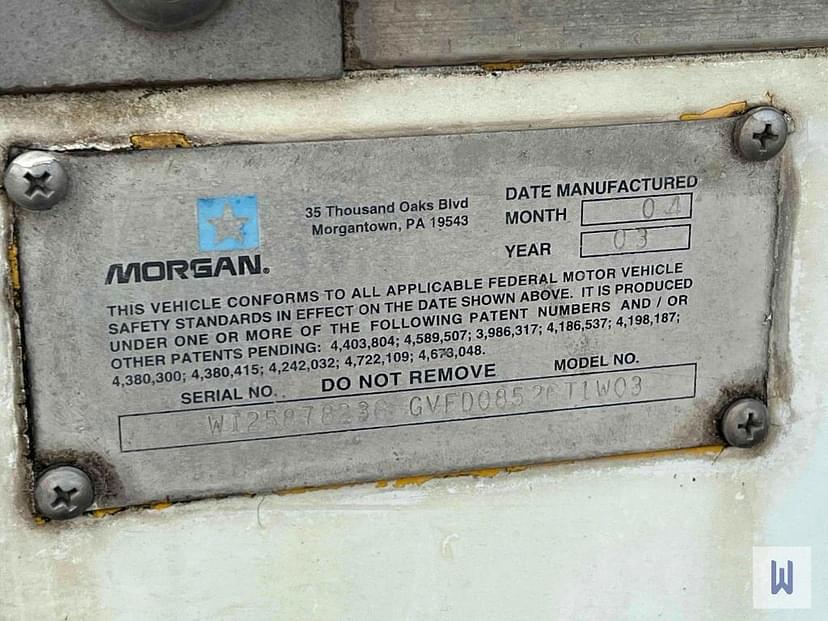 MORGAN®
35 Thousand Oaks Blvd
Morgantown, PA 19543
DATE MANUFACTURED
MONTH 04
YEAR 03
THIS VEHICLE CONFORMS TO ALL APPLICABLE FEDERAL MOTOR VEHICLE
SAFETY STANDARDS IN EFFECT ON THE DATE SHOWN ABOVE. IT IS PRODUCED
UNDER ONE OR MORE OF THE FOLLOWING PATENT NUMBERS AND / OR
OTHER PATENTS PENDING: 4,403,804; 4,589,507; 3,986,317; 4,186,537; 4,198,187;
4,380,300; 4,380,415; 4,242,032; 4,722,109; 4,673,048.
SERIAL NO. DO NOT REMOVE MODEL NO.
W